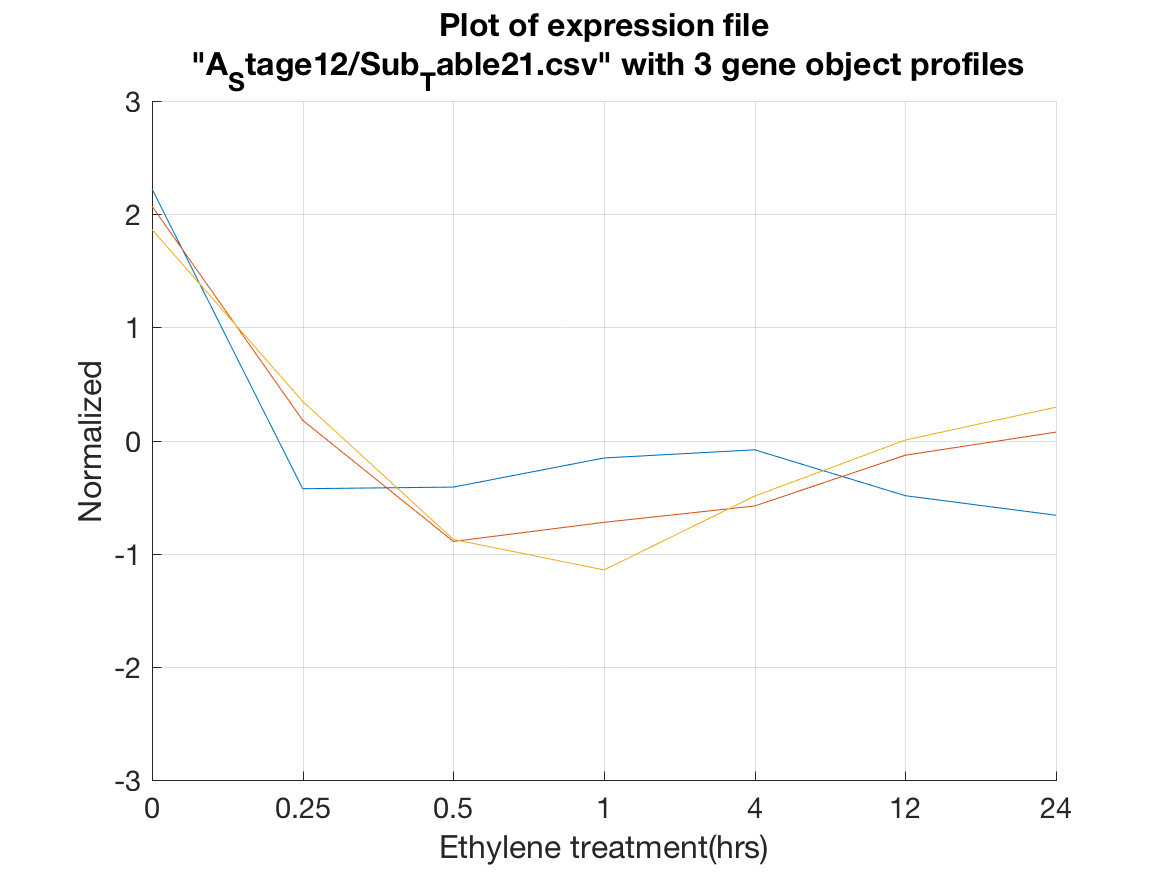 Plot of expression file
"A_Stage12/Sub_Table21.csv" with 3 gene object profiles
3
2
1
0
-1
-2
-3
Normalized
0 0.25 0.5 1 4 12 24
Ethylene treatment(hrs)